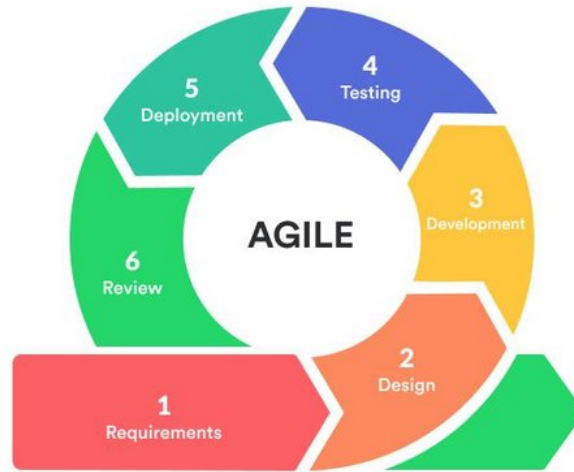 AGILE
1
Requirements
2
Design
3
Development
4
Testing
5
Deployment
6
Review